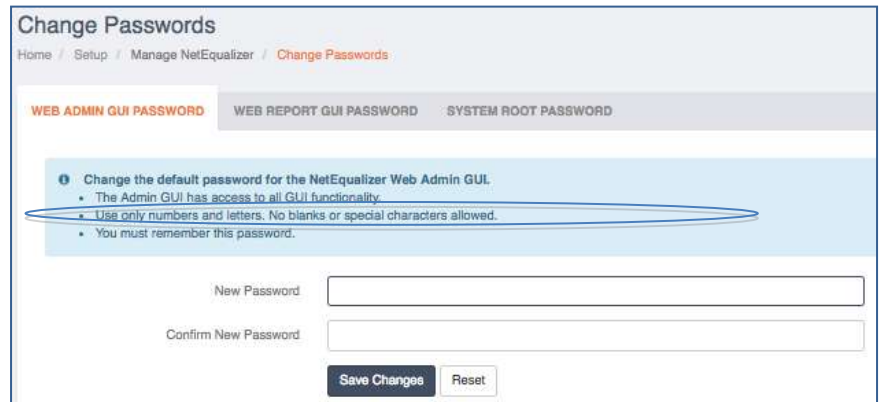 Change Passwords
Home / Setup / Manage NetEqualizer / Change Passwords
WEB ADMIN GUI PASSWORD WEB REPORT GUI PASSWORD SYSTEM ROOT PASSWORD
Change the default password for the NetEqualizer Web Admin GUI.
• The Admin GUI has access to all GUI functionality.
• Use only numbers and letters. No blanks or special characters allowed.
• You must remember this password.
New Password
Confirm New Password
Save Changes Reset